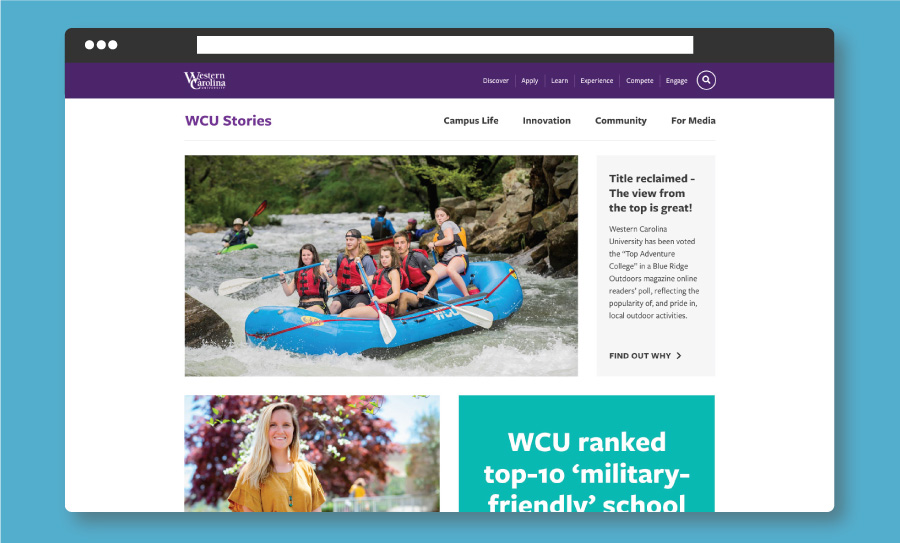 Western
Carolina
UNIVERSITY
Discover Apply Learn Experience Compete Engage
WCU Stories
Campus Life Innovation Community For Media
WCU
Title reclaimed -
The view from
the top is great!
Western Carolina
University has been voted
the "Top Adventure
College" in a Blue Ridge
Outdoors magazine online
readers' poll, reflecting the
popularity of, and pride in,
local outdoor activities.
FIND OUT WHY
WCU ranked
top-10 ‘military-
friendly’ school